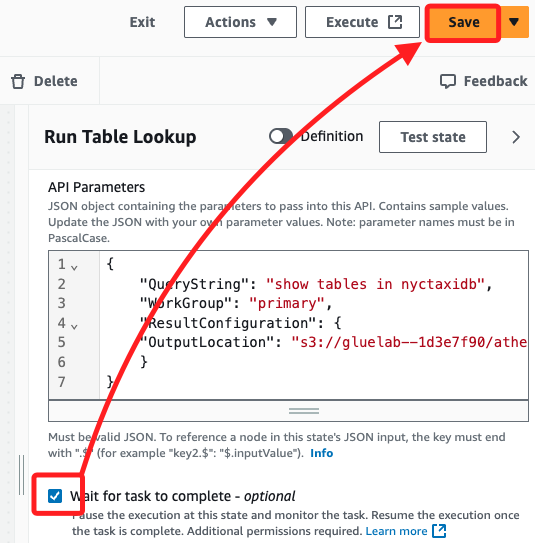 Exit Actions Execute Save
Delete Feedback
Run Table Lookup Definition Test state
API Parameters
JSON object containing the parameters to pass into this API. Contains sample values.
Update the JSON with your own parameter values. Note: parameter names must be in
PascalCase.
1 {
2 "QueryString": "show tables in nyctaxidb",
3 "WorkGroup": "primary",
4 "ResultConfiguration": {
5 "OutputLocation": "s3://gluelab--1d3e7f90/athe
6 }
7 }
Must be valid JSON. To reference a node in this state's JSON input, the key must end
with ".$" (for example "key2.$": "$.inputValue"). Info
Wait for task to complete - optional
Pause the execution at this state and monitor the task. Resume the execution once
the task is complete. Additional permissions required. Learn more